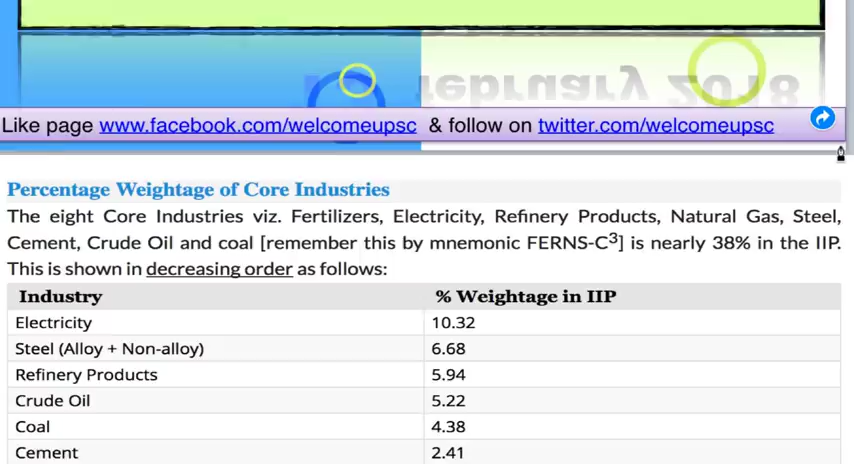 february 2018
Like page www.facebook.com/welcomeupsc & follow on twitter.com/welcomeupsc
Percentage Weightage of Core Industries
The eight Core Industries viz. Fertilizers, Electricity, Refinery Products, Natural Gas, Steel,
Cement, Crude Oil and coal [remember this by mnemonic FERNS-C³] is nearly 38% in the IIP.
This is shown in decreasing order as follows:
Industry % Weightage in IIP
Electricity 10.32
Steel (Alloy + Non-alloy) 6.68
Refinery Products 5.94
Crude Oil 5.22
Coal 4.38
Cement 2.41